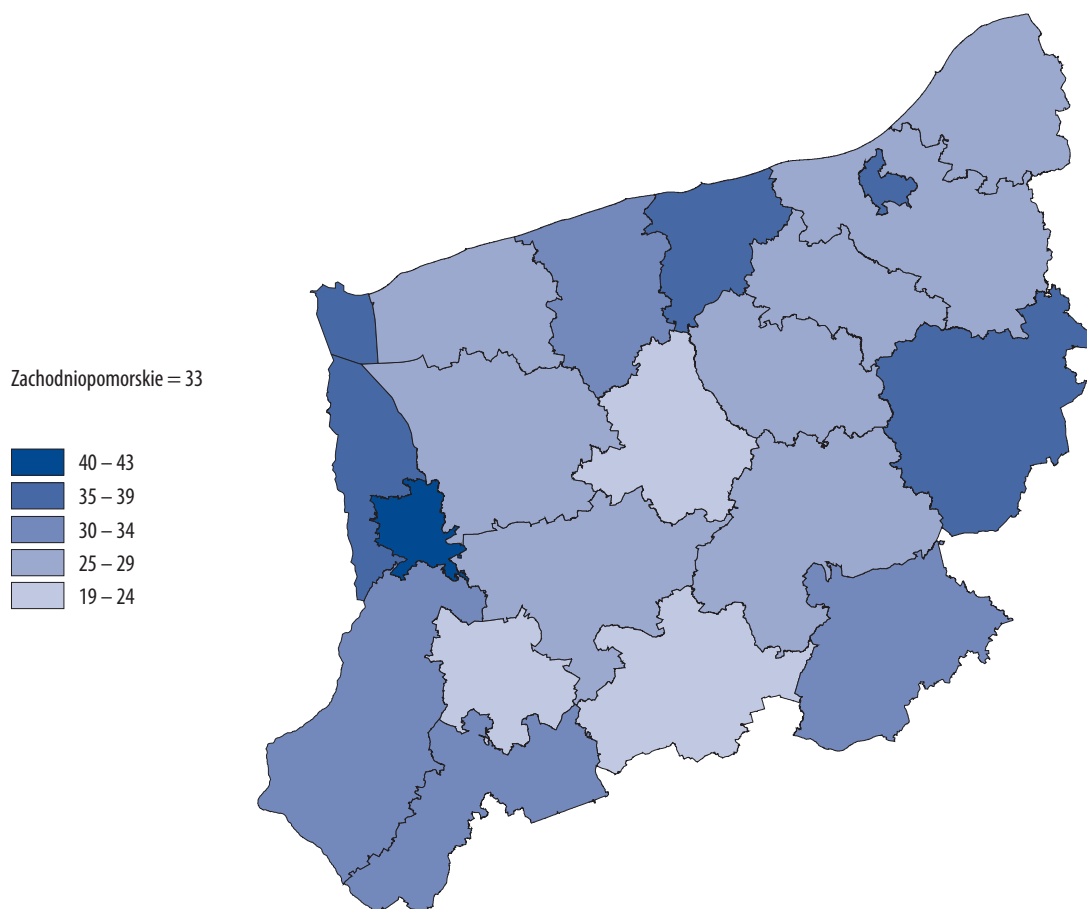 Zachodniopomorskie = 33
40 – 43
35 – 39
30 – 34
25 – 29
19 – 24